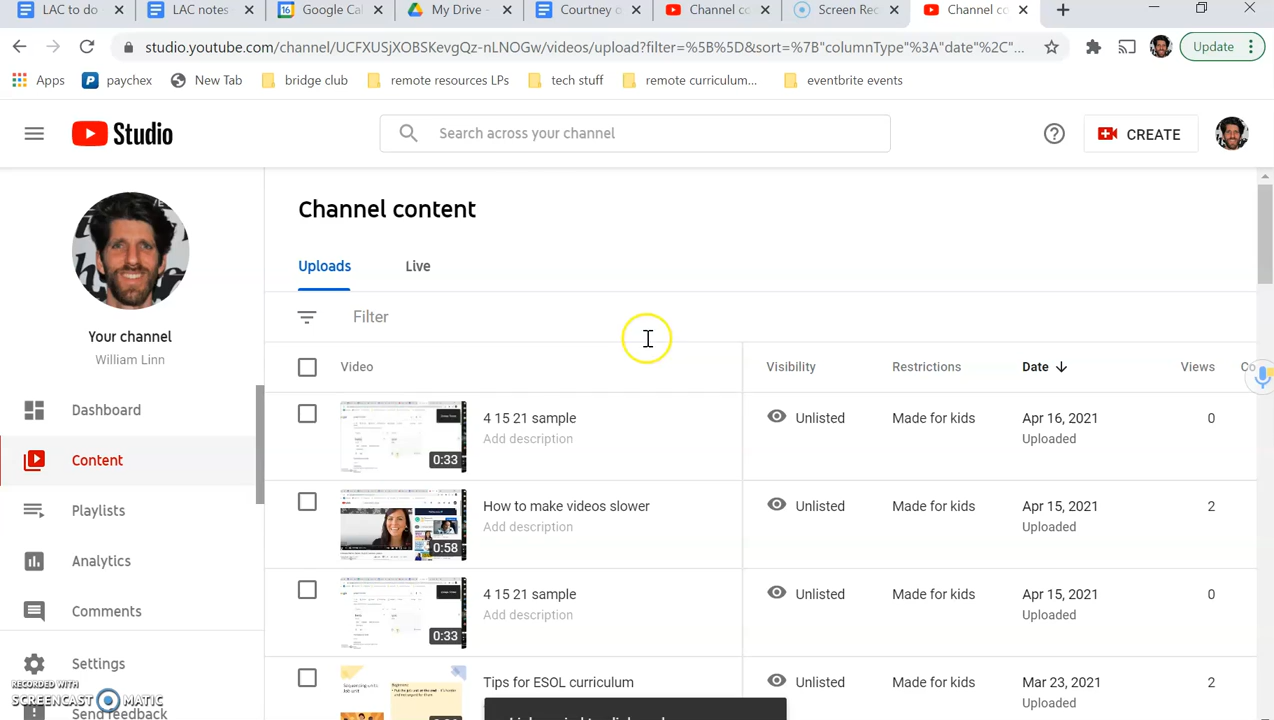 LAC to do
LAC notes
Google Cal
My Drive -
Courtney o
Channel co
Screen Rec
Channel co
studio.youtube.com/channel/UCFXUSjXOBSKevgQz-nLNOGw/videos/upload?filter=%5B%5D&sort=%7B"columnType"%3A"date"%2C"...
Update
Apps
paychex
New Tab
bridge club
remote resources LPs
tech stuff
remote curriculum...
eventbrite events
Studio
Search across your channel
CREATE
Your channel
William Linn
Dashboard
Content
Playlists
Analytics
Comments
Settings
Send feedback
RECORDED WITH
SCREENCAST MATIC
Channel content
Uploads Live
Filter
Video Visibility Restrictions Date Views Co
0:33 4 15 21 sample Unlisted Made for kids Apr 16, 2021 0
Add description Uploaded
0:58 How to make videos slower Unlisted Made for kids Apr 15, 2021 2
Add description Uploaded
0:33 4 15 21 sample Unlisted Made for kids Apr 15, 2021 0
Add description Uploaded
Tips for ESOL curriculum Unlisted Made for kids Mar 23, 2021 2